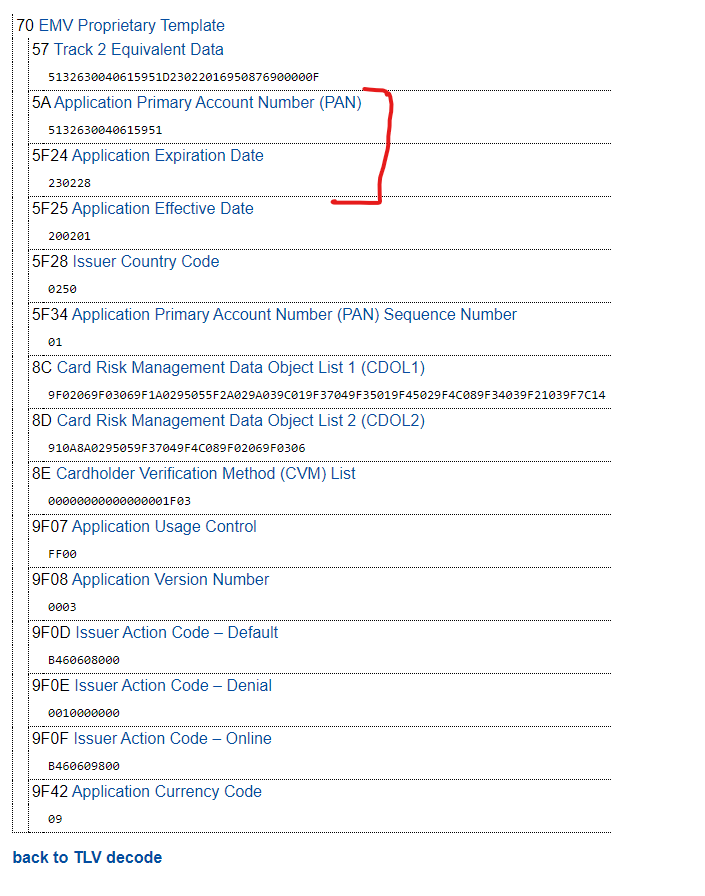 70 EMV Proprietary Template
57 Track 2 Equivalent Data
5132630040615951D23022016950876900000F
5A Application Primary Account Number (PAN)
5132630040615951
5F24 Application Expiration Date
230228
5F25 Application Effective Date
200201
5F28 Issuer Country Code
0250
5F34 Application Primary Account Number (PAN) Sequence Number
01
8C Card Risk Management Data Object List 1 (CDOL1)
9F02069F03069F1A0295055F2A029A039C019F37049F35019F45029F4C089F34039F21039F7C14
8D Card Risk Management Data Object List 2 (CDOL2)
910A8A0295059F37049F4C089F02069F0306
8E Cardholder Verification Method (CVM) List
00000000000000001F03
9F07 Application Usage Control
FF00
9F08 Application Version Number
0003
9F0D Issuer Action Code – Default
B460608000
9F0E Issuer Action Code – Denial
0010000000
9F0F Issuer Action Code – Online
B460609800
9F42 Application Currency Code
09
back to TLV decode